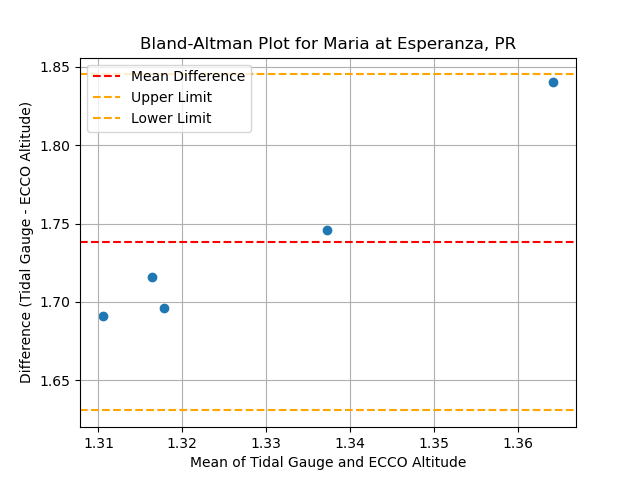 Bland-Altman Plot for Maria at Esperanza, PR
Mean Difference
Upper Limit
Lower Limit
1.85
1.80
1.75
1.70
1.65
Difference (Tidal Gauge - ECCO Altitude)
1.31 1.32 1.33 1.34 1.35 1.36
Mean of Tidal Gauge and ECCO Altitude